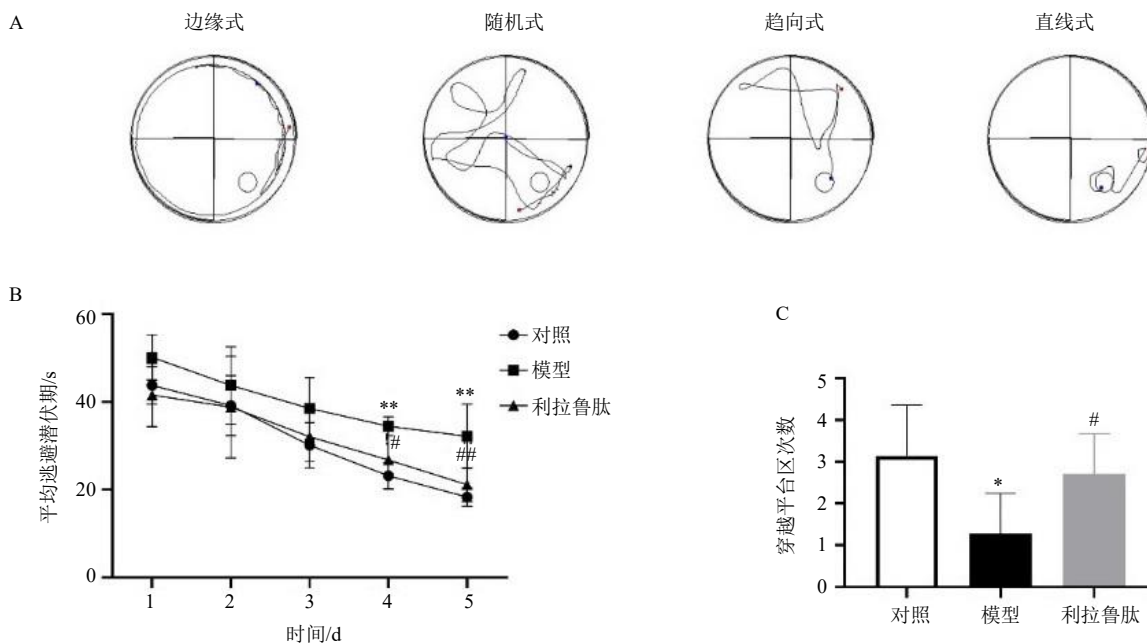 A
边缘式
随机式
趋向式
直线式
B
平均逃避潜伏期/s
60
40
20
0
1
2
3
4
5
时间/d
**
#
**
##
对照
模型
利拉鲁肽
C
穿越平台区次数
5
4
3
2
1
0
*
#
对照
模型
利拉鲁肽